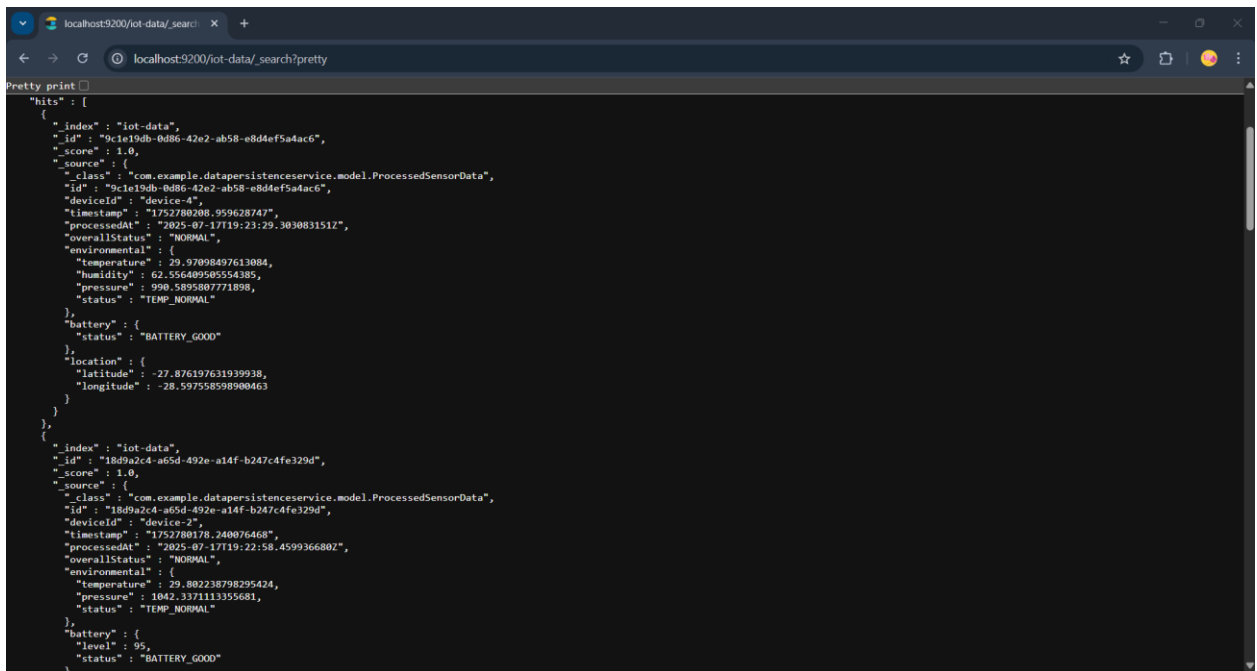 localhost:9200/iot-data/_search
localhost:9200/iot-data/_search?pretty
Pretty print
"hits" : [
{
"_index" : "iot-data",
"_id" : "9c1e19db-0d86-42e2-ab58-e8d4ef5a4ac6",
"_score" : 1.0,
"_source" : {
"_class" : "com.example.datapersistenceservice.model.ProcessedSensorData",
"id" : "9c1e19db-0d86-42e2-ab58-e8d4ef5a4ac6",
"deviceId" : "device-4",
"timestamp" : "1752780208.959628747",
"processedAt" : "2025-07-17T19:23:29.303083151Z",
"overallStatus" : "NORMAL",
"environmental" : {
"temperature" : 29.97098497613084,
"humidity" : 62.556409505554385,
"pressure" : 990.5895807771898,
"status" : "TEMP_NORMAL"
},
"battery" : {
"status" : "BATTERY_GOOD"
},
"location" : {
"latitude" : -27.876197631939938,
"longitude" : -28.597558598900463
}
}
},
{
"_index" : "iot-data",
"_id" : "18d9a2c4-a65d-492e-a14f-b247c4fe329d",
"_score" : 1.0,
"_source" : {
"_class" : "com.example.datapersistenceservice.model.ProcessedSensorData",
"id" : "18d9a2c4-a65d-492e-a14f-b247c4fe329d",
"deviceId" : "device-2",
"timestamp" : "1752780178.240076468",
"processedAt" : "2025-07-17T19:22:58.459936680Z",
"overallStatus" : "NORMAL",
"environmental" : {
"temperature" : 29.802238798295424,
"pressure" : 1042.3371113355681,
"status" : "TEMP_NORMAL"
},
"battery" : {
"level" : 95,
"status" : "BATTERY_GOOD"
}